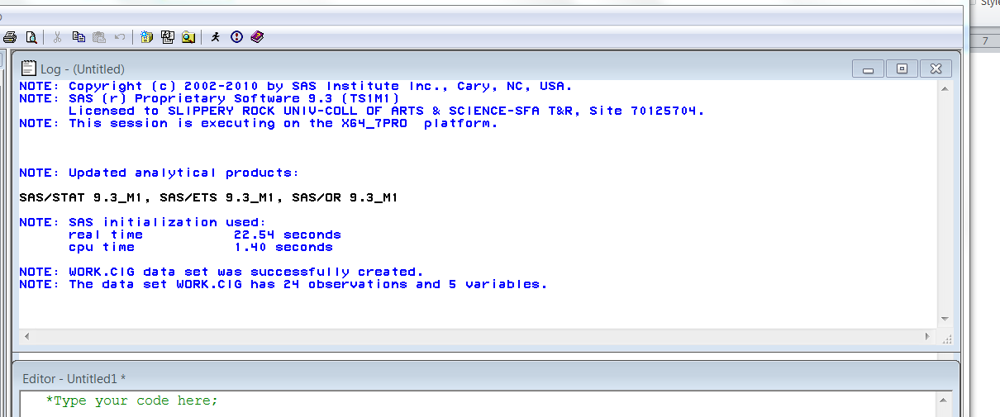 Style
7
Log - (Untitled)
NOTE: Copyright (c) 2002-2010 by SAS Institute Inc., Cary, NC, USA.
NOTE: SAS (r) Proprietary Software 9.3 (TS1M1)
      Licensed to SLIPPERY ROCK UNIV-COLL OF ARTS & SCIENCE-SFA T&R, Site 70125704.
NOTE: This session is executing on the X64_7PRO  platform.
NOTE: Updated analytical products:
SAS/STAT 9.3_M1, SAS/ETS 9.3_M1, SAS/OR 9.3_M1
NOTE: SAS initialization used:
      real time           22.54 seconds
      cpu time            1.40 seconds
NOTE: WORK.CIG data set was successfully created.
NOTE: The data set WORK.CIG has 24 observations and 5 variables.
Editor - Untitled1 *
*Type your code here;